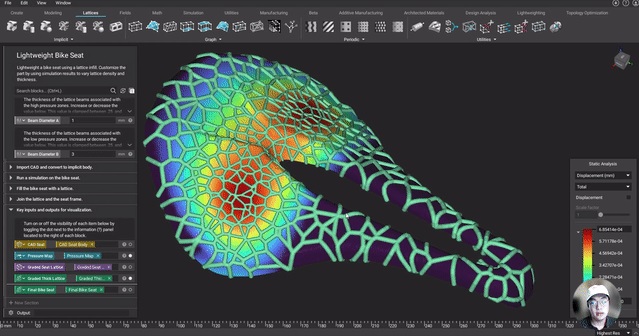 File Edit View Window
Create Modeling Lattices Fields Math Simulation Utilities Manufacturing Beta Additive Manufacturing Architected Materials Design Analysis Lightweighting Topology Optimization
Implicit Graph Periodic Utilities
Lightweight Bike Seat
Lightweight a bike seat using a lattice infill. Customize the
part by using simulation results to vary lattice density and
thickness.
Search blocks... (Ctrl+L)
The thickness of the lattice beams associated with
the high pressure zones. Increase or decrease the
Beam Diameter A 1 mm
The thickness of the lattice beams associated with
the low pressure zones. Increase or decrease the
Beam Diameter B 3 mm
Import CAD and convert to implicit body.
Run a simulation on the bike seat.
Fill the bike seat with a lattice.
Join the lattice and the seat frame.
Key inputs and outputs for visualization.
Turn on or off the visibility of each item below by
toggling the dot next to the information (?) panel
located to the right of each block.
CAD Seat CAD Seat Body
Pressure Map Pressure Map
Graded Seat Lattice Graded Seat...
Graded Thick Lattice Graded Thic...
Final Bike Seat Final Bike Seat
+ New Section
Output:
Static Analysis
Displacement (mm)
Total
Displacement
Scale factor
1
6.85414e-04
5.71178e-04
4.56942e-04
Highest Res